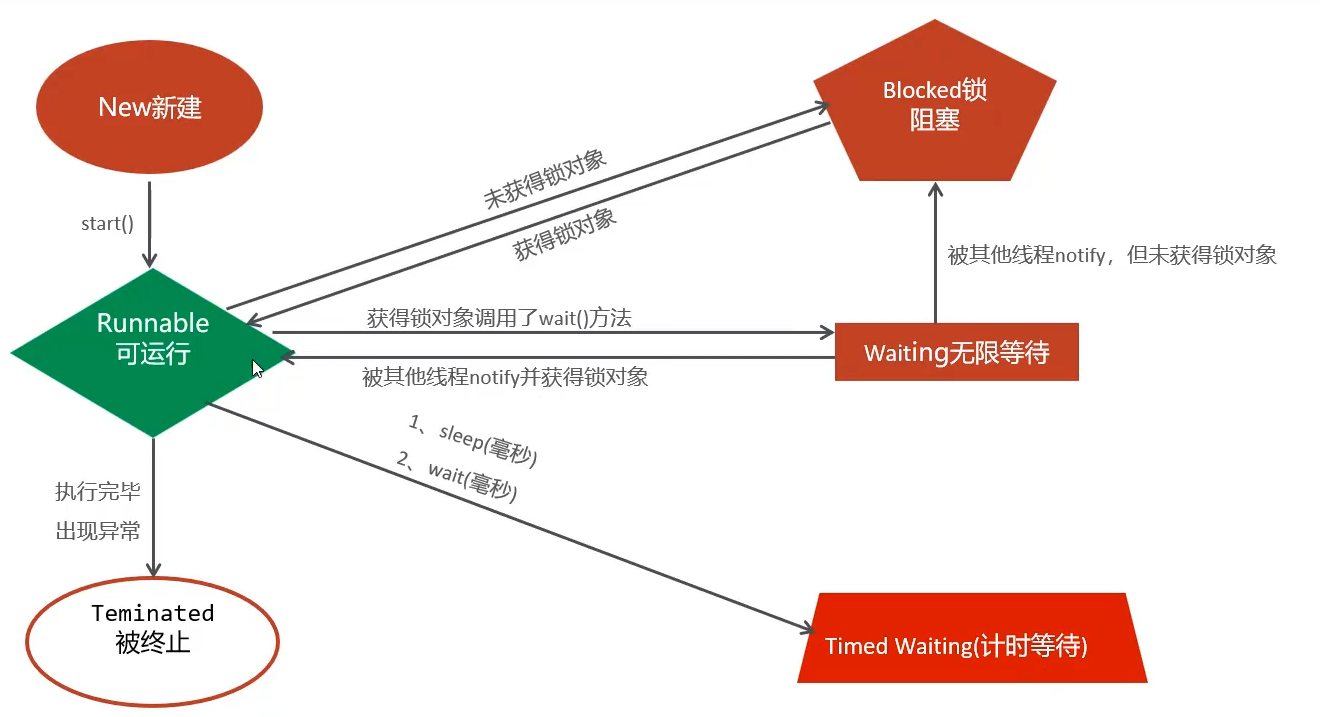 New新建
Blocked锁
阻塞
未获得锁对象
获得锁对象
start()
被其他线程notify，但未获得锁对象
Runnable
可运行
获得锁对象调用了wait()方法
Waiting无限等待
被其他线程notify并获得锁对象
1、sleep(毫秒)
2、wait(毫秒)
执行完毕
出现异常
Teminated
被终止
Timed Waiting(计时等待)